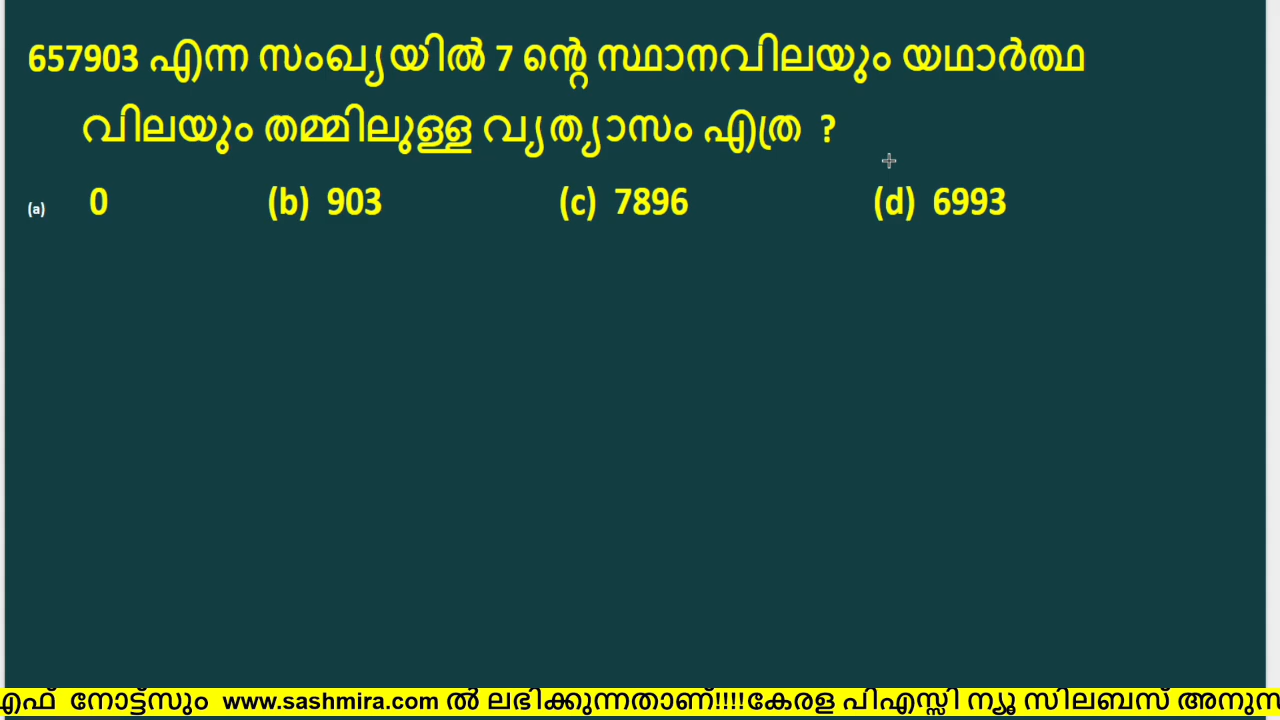 657903 എന്ന സംഖ്യയിൽ 7 ന്റെ സ്ഥാനവിലയും യഥാർത്ഥ
വിലയും തമ്മിലുള്ള വ്യത്യാസം എത്ര ?
(a) 0 (b) 903 (c) 7896 (d) 6993
എഫ് നോട്ട്സും www.sashmira.com ൽ ലഭിക്കുന്നതാണ്!!!!കേരള പിഎസ്സി ന്യൂ സിലബസ്